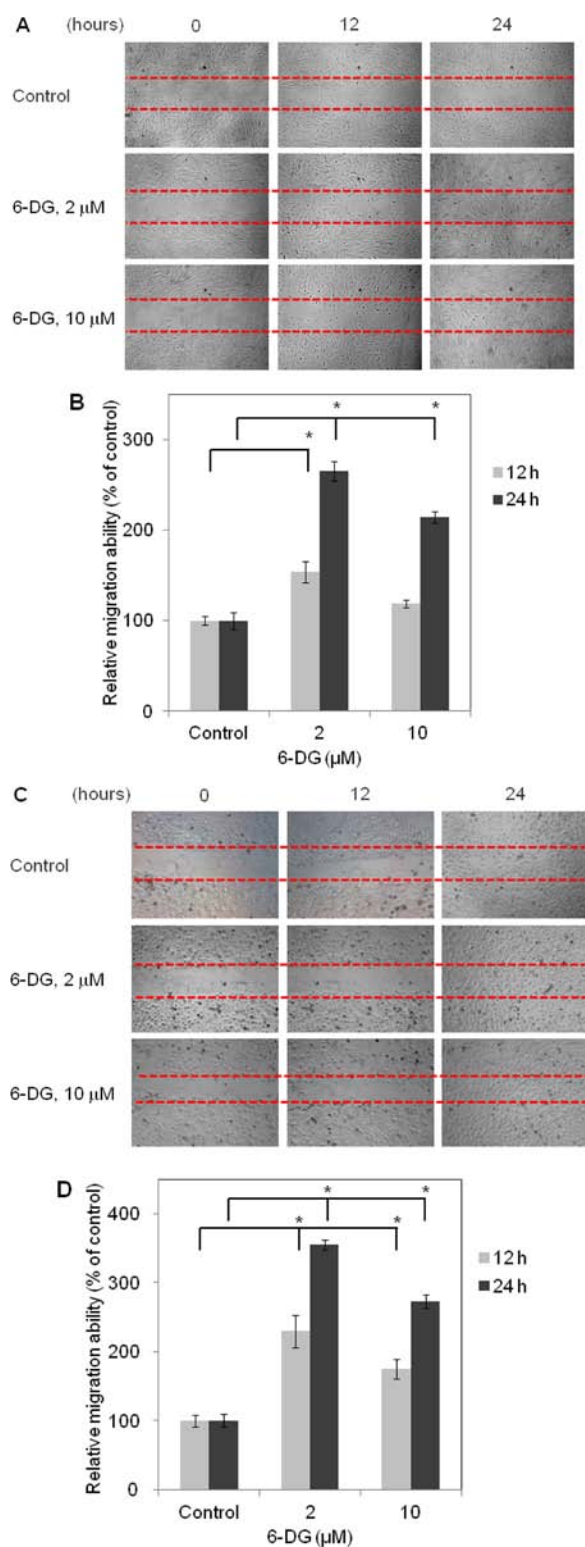 A (hours) 0 12 24
Control
6-DG, 2 µM
6-DG, 10 µM
B
Relative migration ability (% of control)
300
200
100
0
* * *
12 h
24 h
Control 2 10
6-DG (µM)
C (hours) 0 12 24
Control
6-DG, 2 µM
6-DG, 10 µM
D
Relative migration ability (% of control)
400
300
200
100
0
* *
* *
12 h
24 h
Control 2 10
6-DG (µM)